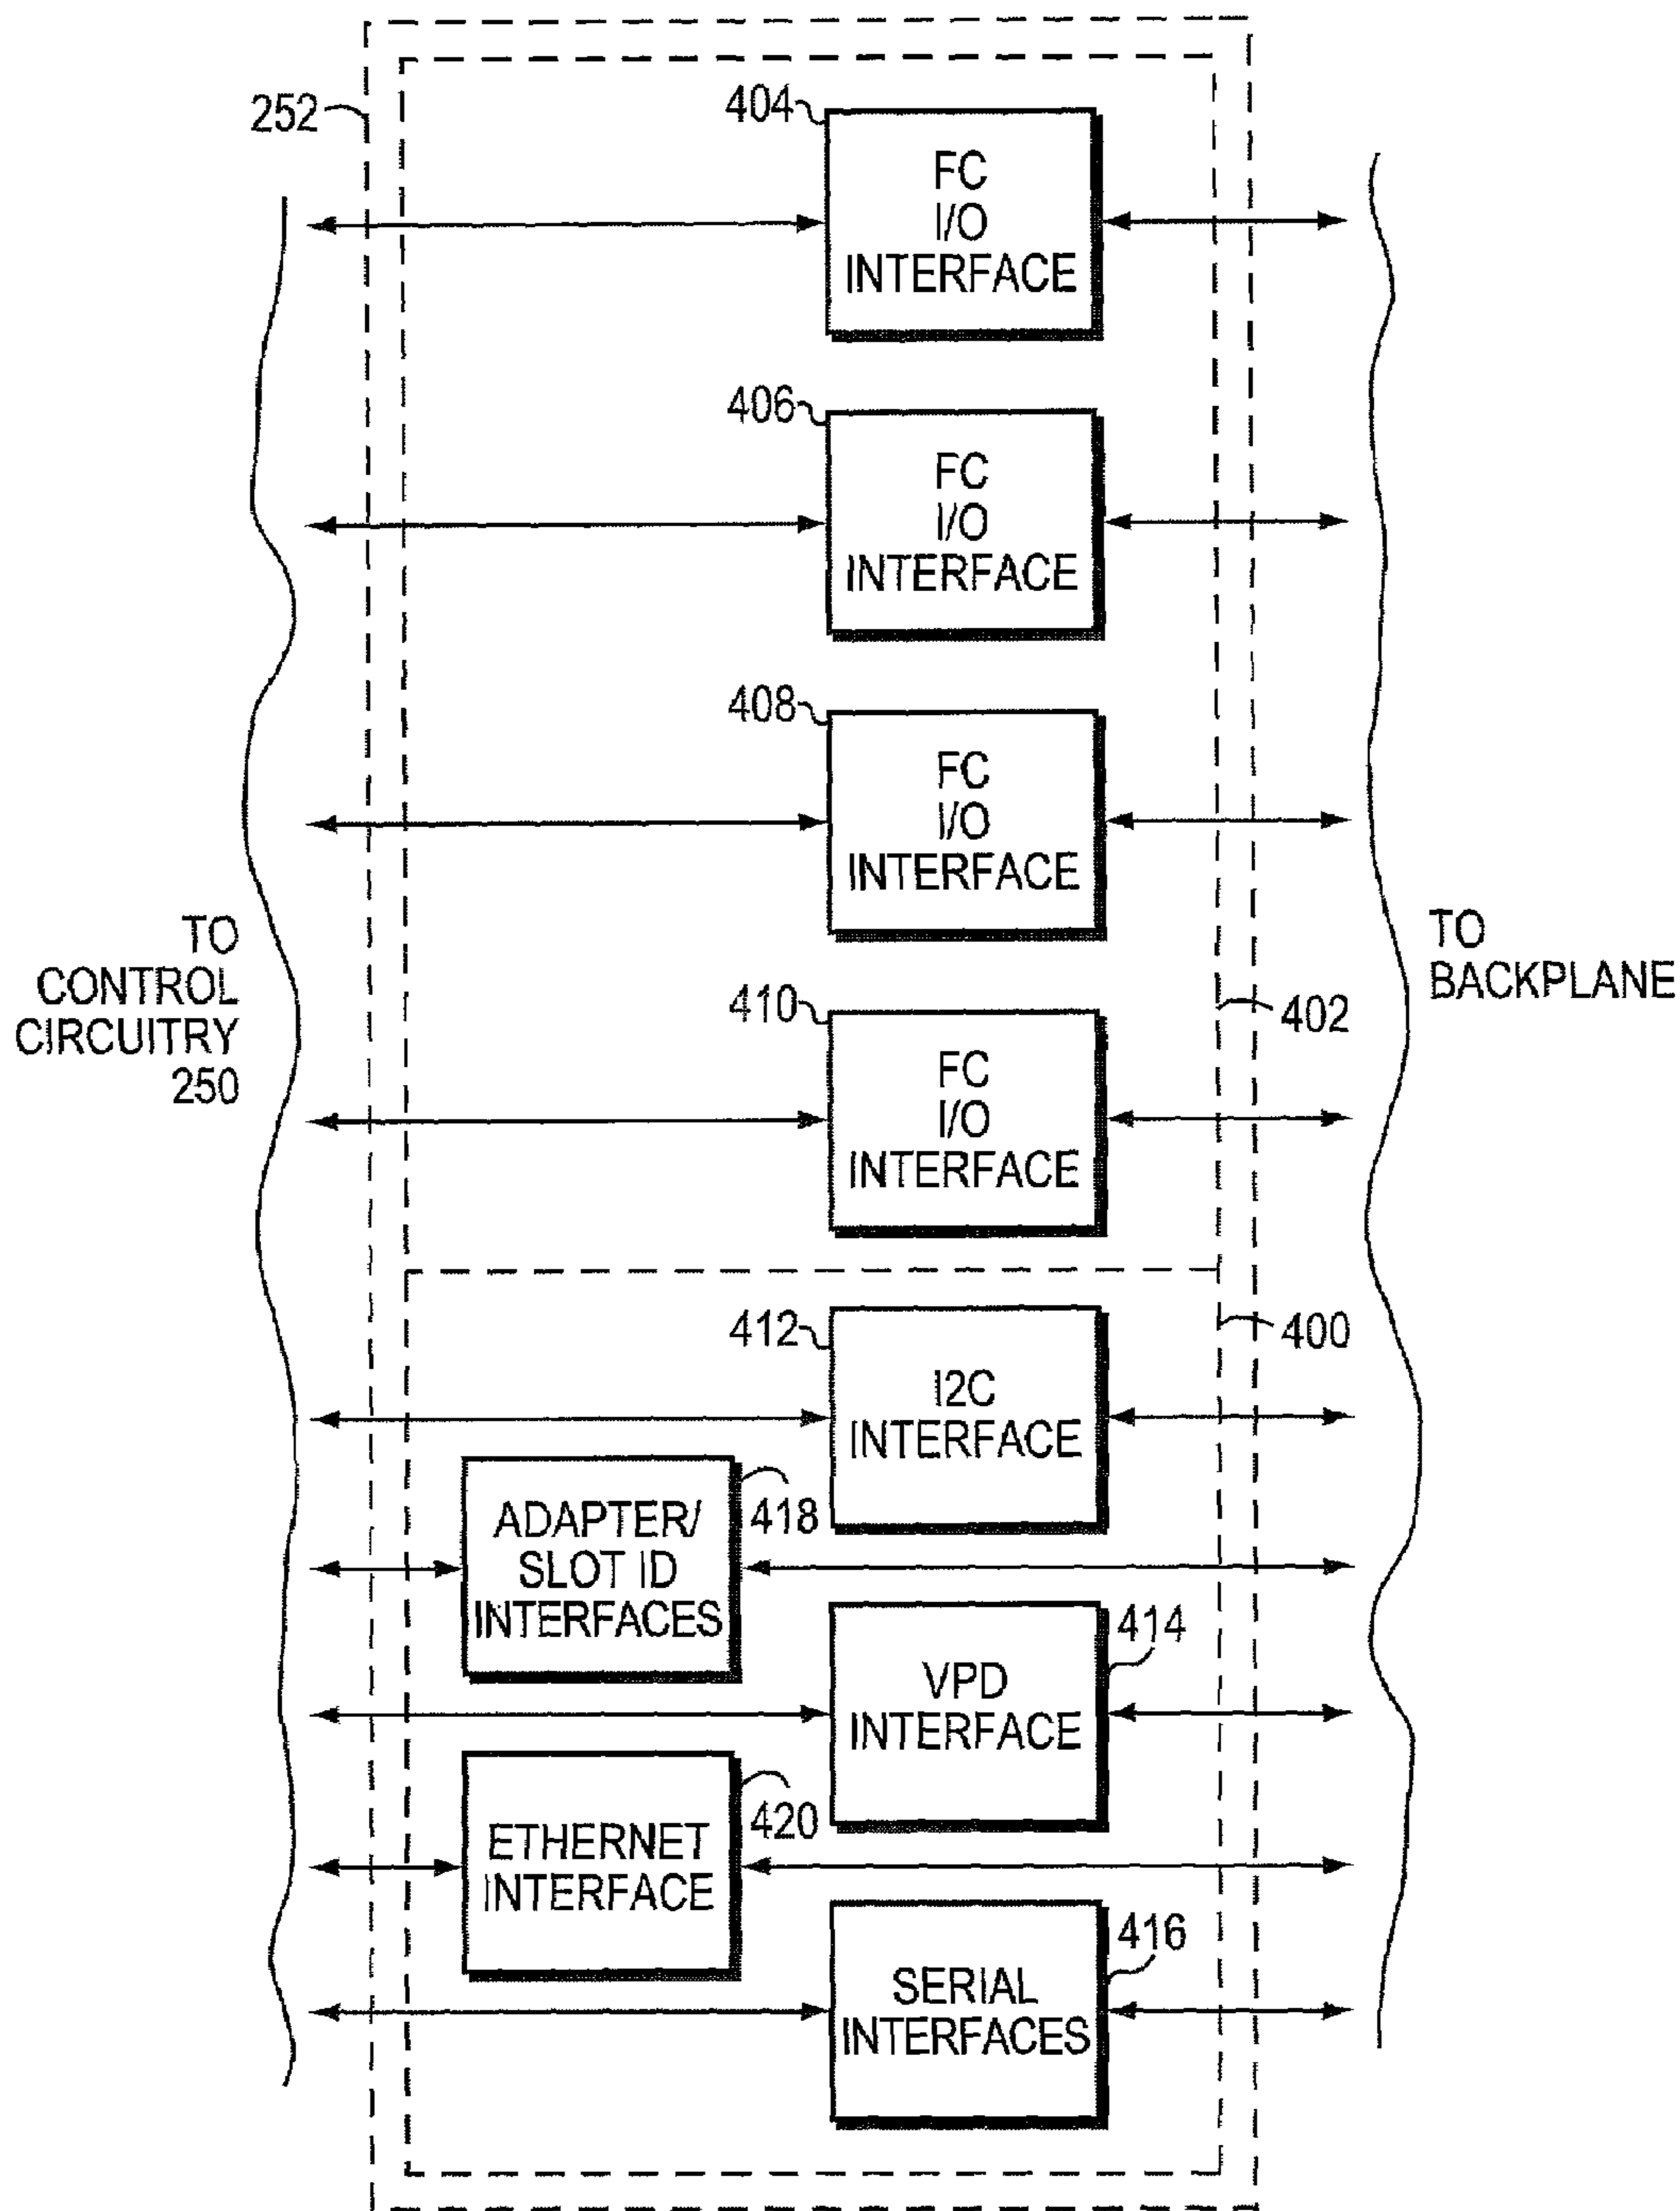 252
404
FC
I/O
INTERFACE
406
FC
I/O
INTERFACE
408
FC
I/O
INTERFACE
TO
CONTROL
CIRCUITRY
250
TO
BACKPLANE
410
402
FC
I/O
INTERFACE
412
400
I2C
INTERFACE
418
ADAPTER/
SLOT ID
INTERFACES
414
VPD
INTERFACE
420
ETHERNET
INTERFACE
416
SERIAL
INTERFACES